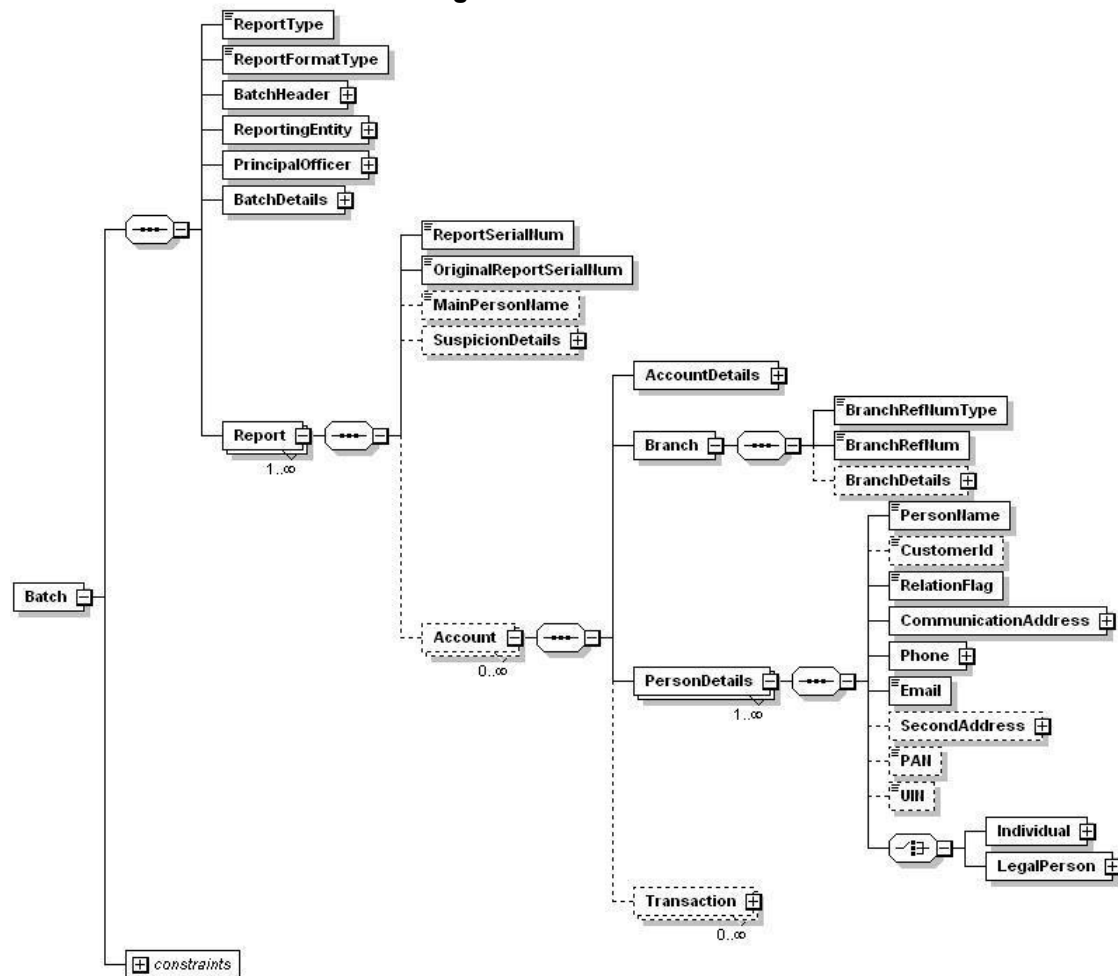 ReportType
ReportFormatType
BatchHeader
ReportingEntity
PrincipalOfficer
BatchDetails
ReportSerialNum
OriginalReportSerialNum
MainPersonName
SuspicionDetails
AccountDetails
BranchRefNumType
Report
Branch
BranchRefNum
1..∞
BranchDetails
PersonName
CustomerId
Batch
RelationFlag
CommunicationAddress
Account
Phone
0..∞
PersonDetails
Email
1..∞
SecondAddress
PAN
UIN
Individual
LegalPerson
Transaction
0..∞
constraints